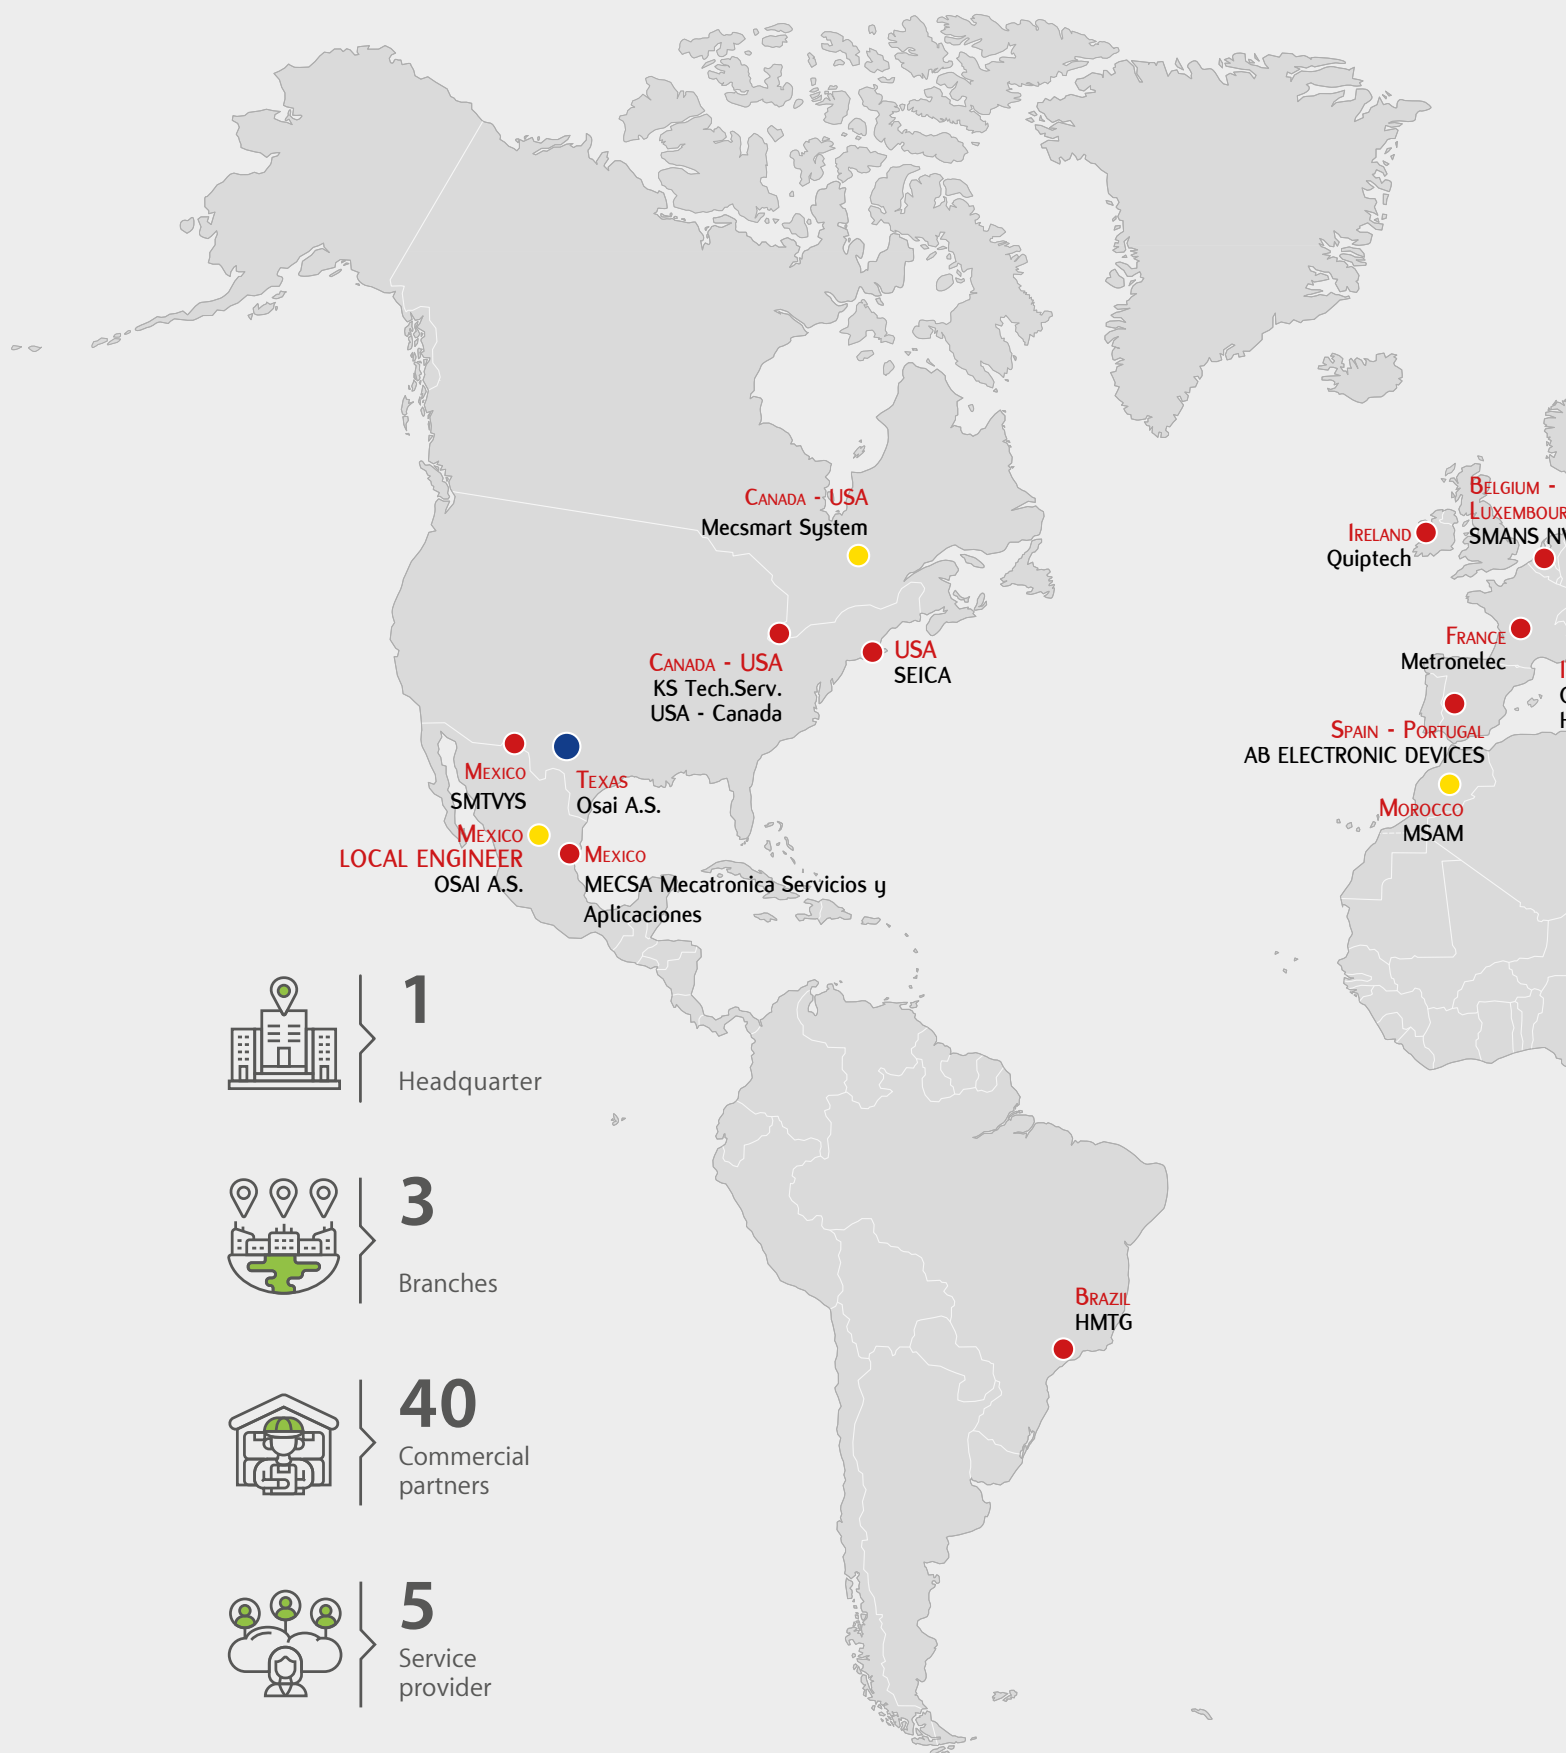 CANADA - USA
Mecsmart System
CANADA - USA
KS Tech.Serv.
USA - Canada
USA
SEICA
MEXICO
SMTVYS
TEXAS
Osai A.S.
MEXICO
LOCAL ENGINEER
OSAI A.S.
MEXICO
MECSA Mecatronica Servicios y
Aplicaciones
IRELAND
Quiptech
BELGIUM -
SMANS
FRANCE
Metronelec
SPAIN - PORTUGAL
AB ELECTRONIC DEVICES
MOROCCO
MSAM
BRAZIL
HMTG
1
Headquarter
3
Branches
40
Commercial
partners
5
Service
provider